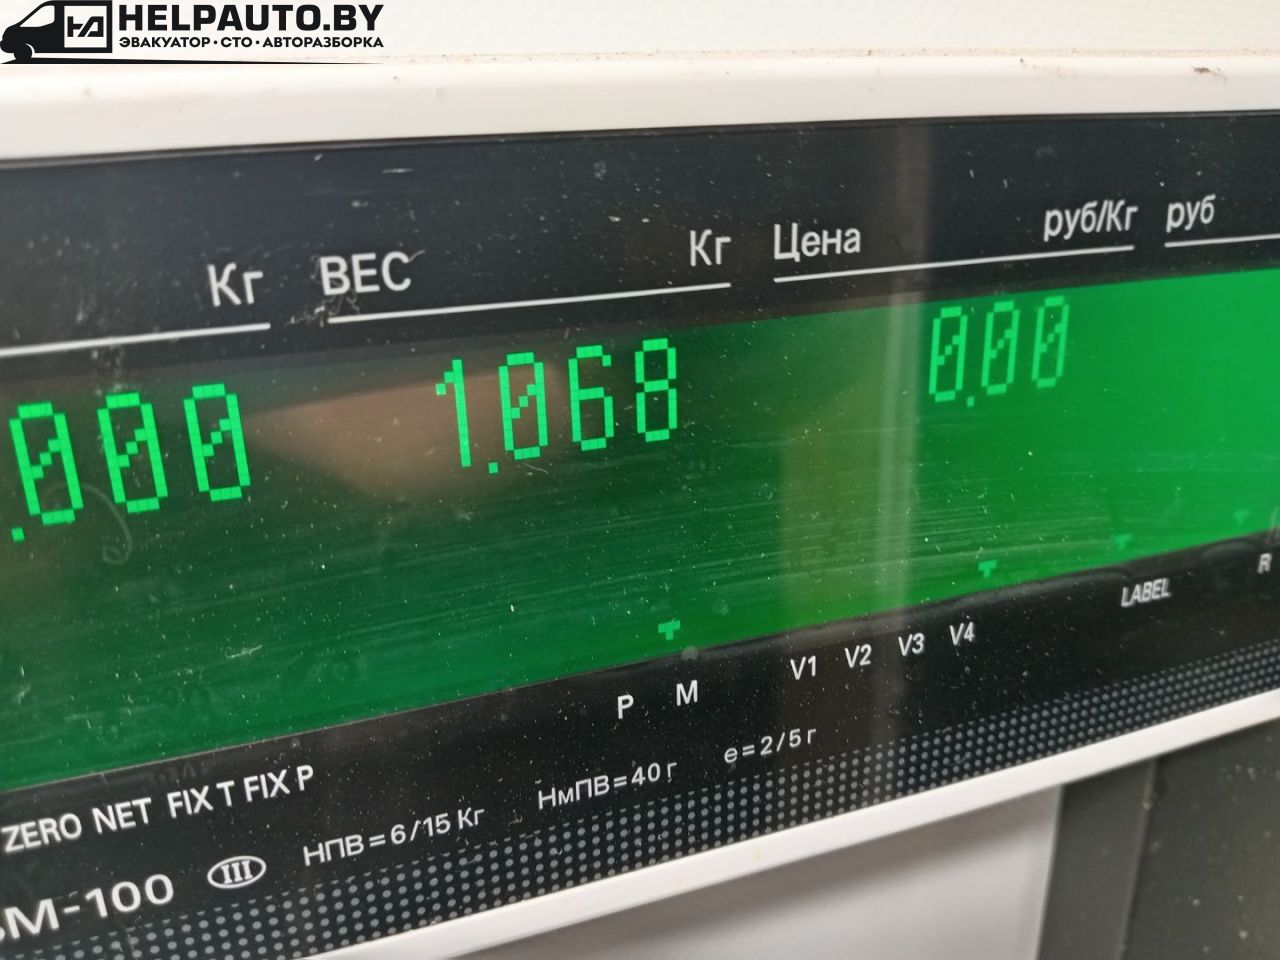 HELPAUTO.BY
ЭВАКУАТОР·СТО·АВТОРАЗБОРКА
Кг ВЕС Кг Цена руб/Кг руб
.000 1.068 0.00
P M V1 V2 V3 V4 LABEL R
ZERO NET FIX T FIX P НПВ=6/15 Кг НмПВ=40 г e=2/5 г
SM-100 III